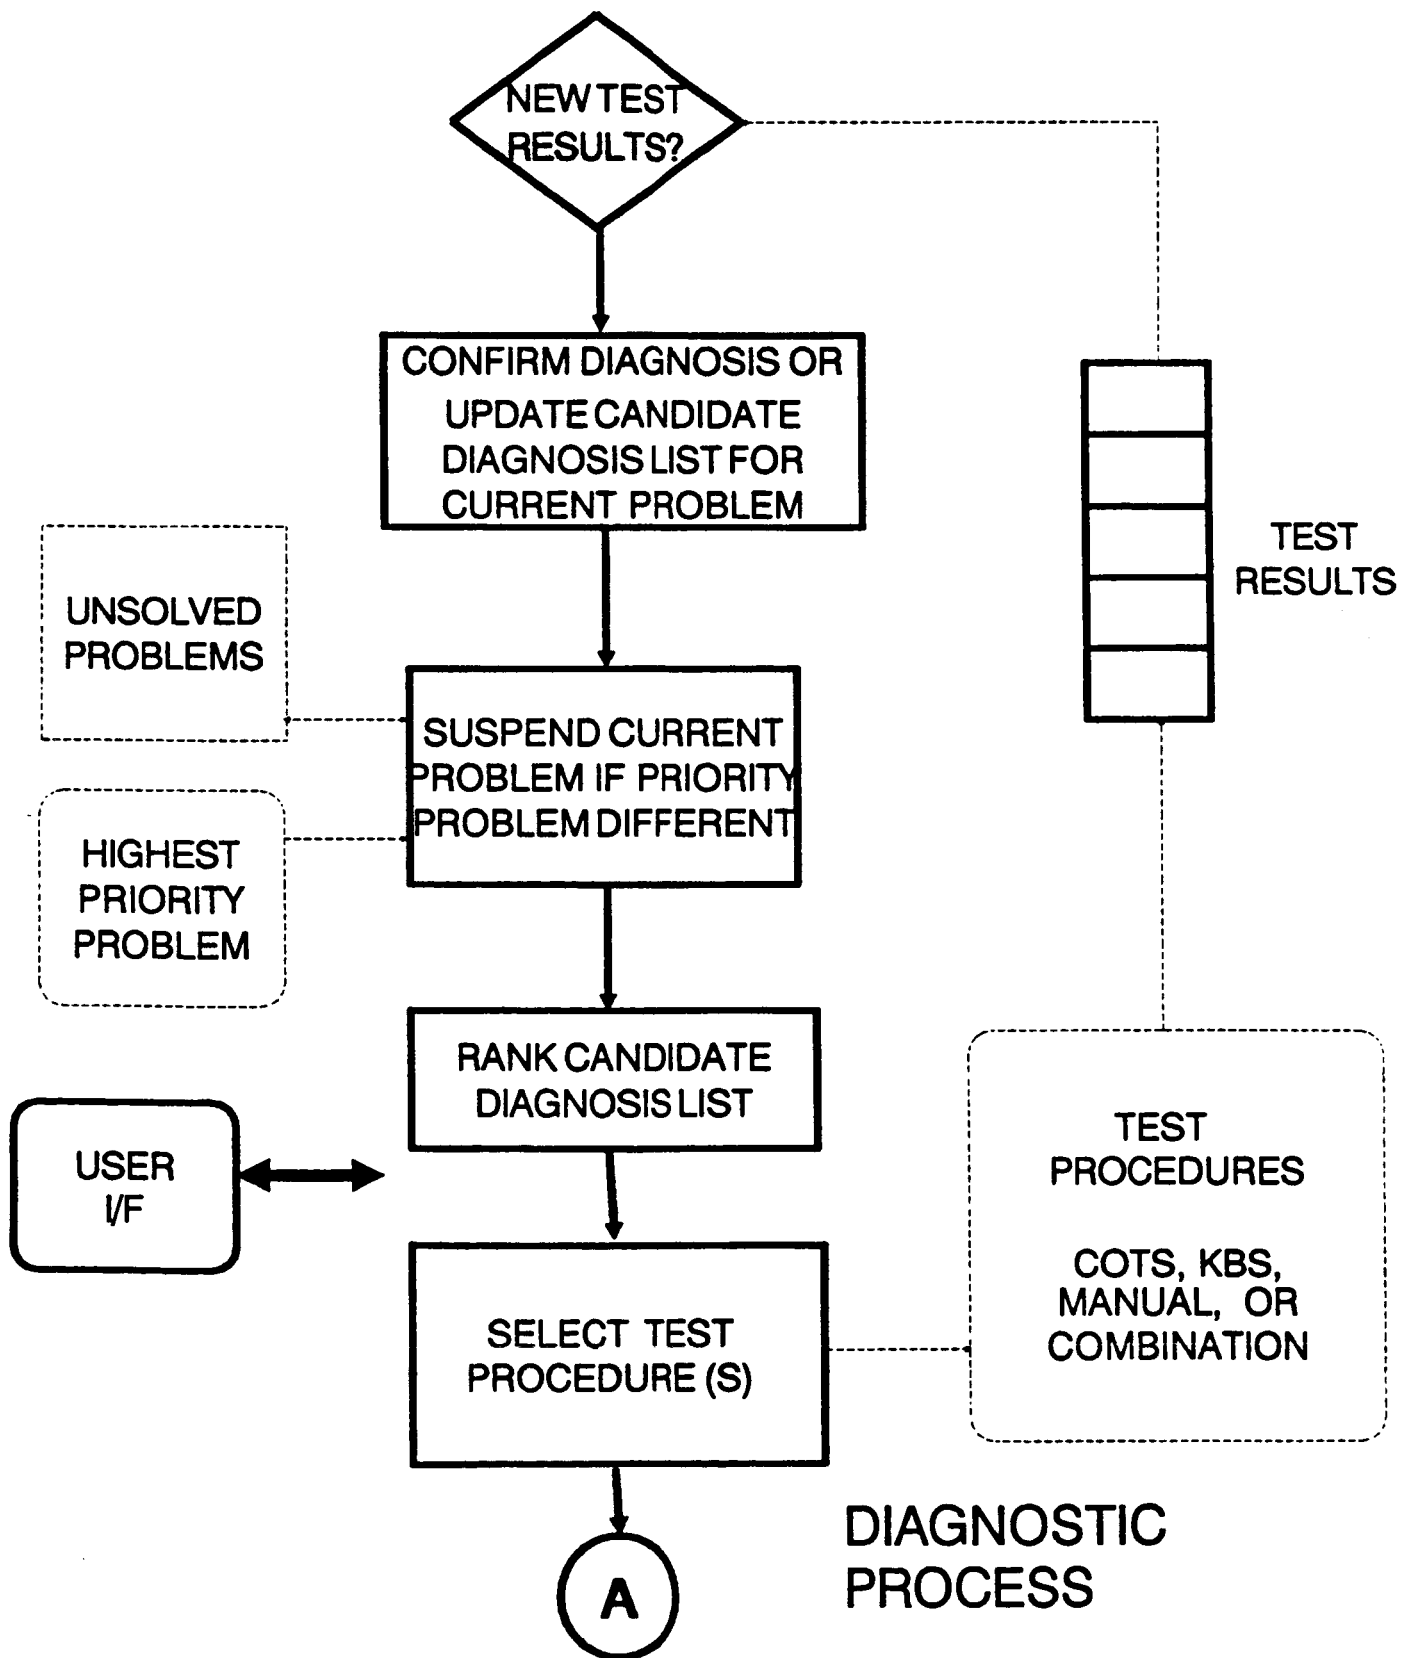 NEW TEST
RESULTS?
CONFIRM DIAGNOSIS OR
UPDATE CANDIDATE
DIAGNOSIS LIST FOR
CURRENT PROBLEM
TEST
RESULTS
UNSOLVED
PROBLEMS
SUSPEND CURRENT
PROBLEM IF PRIORITY
PROBLEM DIFFERENT
HIGHEST
PRIORITY
PROBLEM
RANK CANDIDATE
DIAGNOSIS LIST
USER
I/F
TEST
PROCEDURES
COTS, KBS,
MANUAL, OR
COMBINATION
SELECT TEST
PROCEDURE (S)
DIAGNOSTIC
PROCESS
A